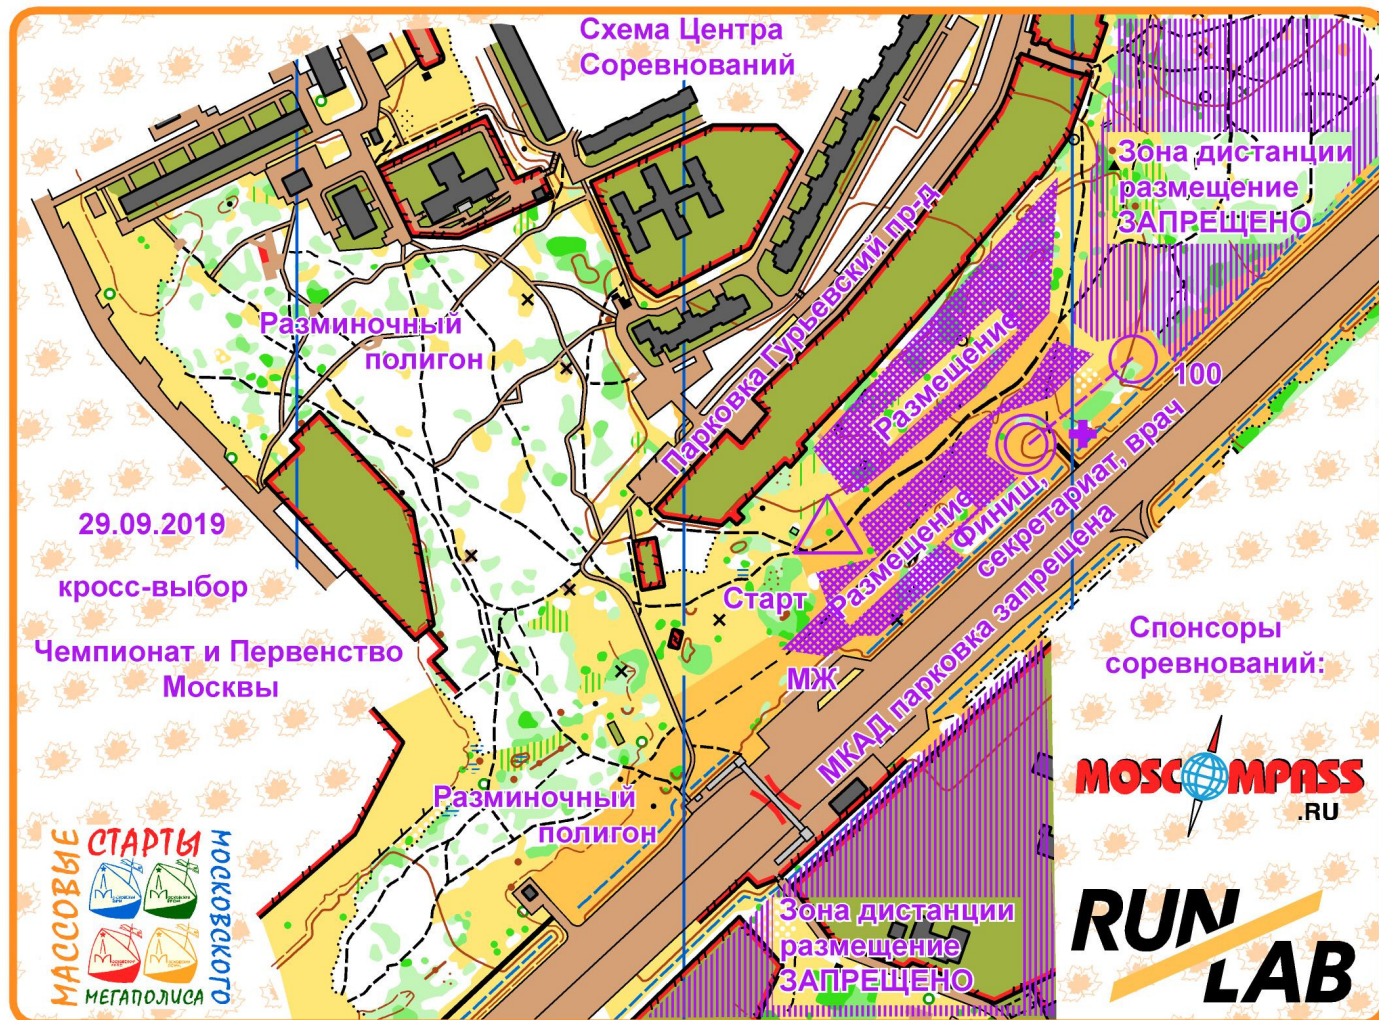 Схема Центра
Соревнований
Зона дистанции
размещение
ЗАПРЕЩЕНО
Разминочный
полигон
Парковка Гурьевский пр-д
Размещение
100
Размещение
Финиш,
секретариат, врач
29.09.2019
кросс-выбор
Чемпионат и Первенство
Москвы
Старт
МЖ
МКАД парковка запрещена
Спонсоры
соревнований:
MOSCOMPASS
.RU
Разминочный
полигон
МАССОВЫЕ
СТАРТЫ
МОСКОВСКОГО
МЕГАПОЛИСА
Зона дистанции
размещение
ЗАПРЕЩЕНО
RUN
LAB